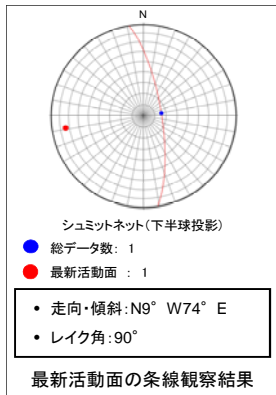 N
シュミットネット(下半球投影)
総データ数: 1
最新活動面 : 1
• 走向・傾斜:N9° W74° E
• レイク角:90°
最新活動面の条線観察結果